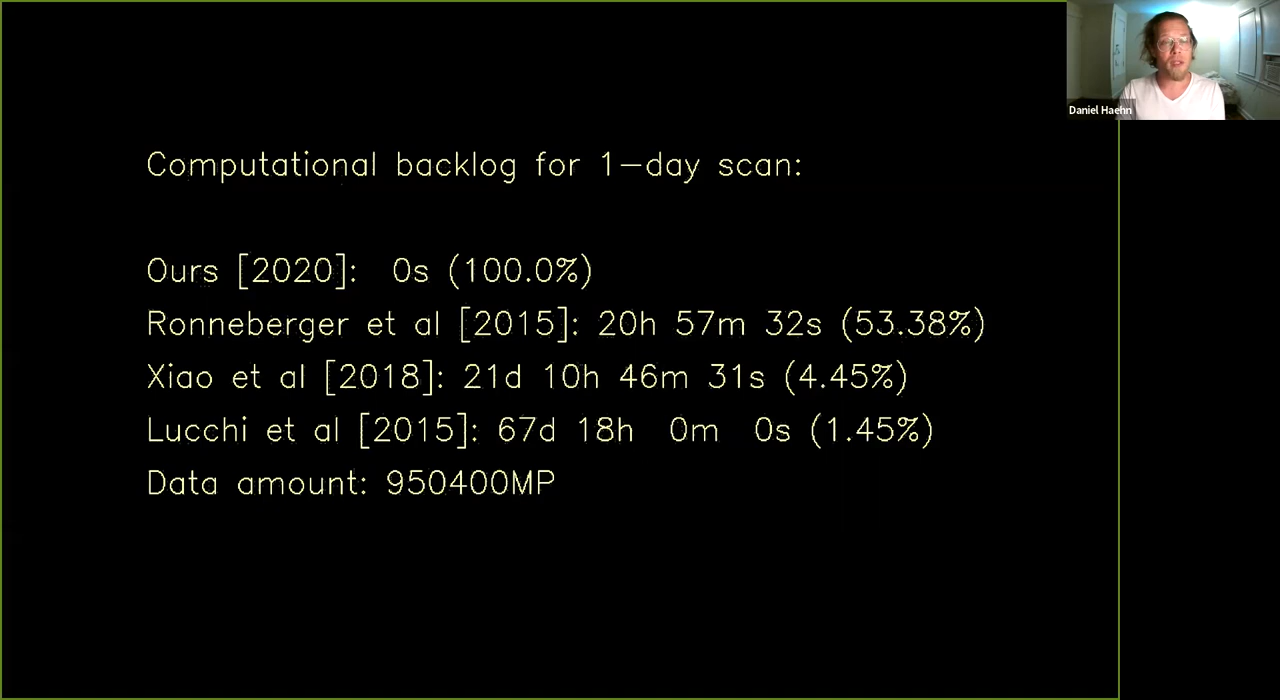 Daniel Haehn
Computational backlog for 1-day scan:
Ours [2020]: 0s (100.0%)
Ronneberger et al [2015]: 20h 57m 32s (53.38%)
Xiao et al [2018]: 21d 10h 46m 31s (4.45%)
Lucchi et al [2015]: 67d 18h 0m 0s (1.45%)
Data amount: 950400MP